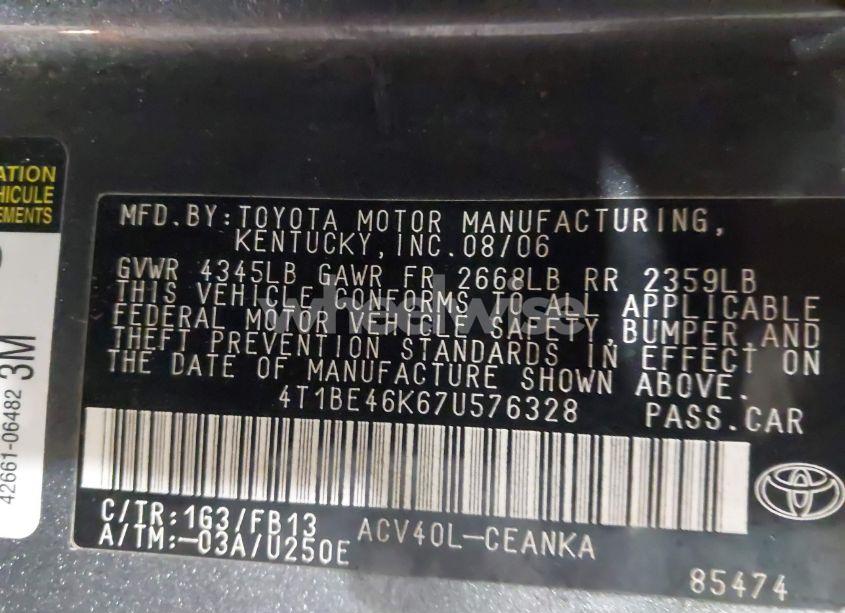 ATION
HICULE
EMENTS
42661-06482 3M
MFD.BY:TOYOTA MOTOR MANUFACTURING,
KENTUCKY,INC.08/06
GVWR 4345LB GAWR FR 2668LB RR 2359LB
THIS VEHICLE CONFORMS TO ALL APPLICABLE
FEDERAL MOTOR VEHICLE SAFETY,BUMPER,AND
THEFT PREVENTION STANDARDS IN EFFECT ON
THE DATE OF MANUFACTURE SHOWN ABOVE.
4T1BE46K67U576328 PASS.CAR
C/TR:1G3/FB13 ACV40L-CEANKA
A/TM:-03A/U250E
85474
wheelwise